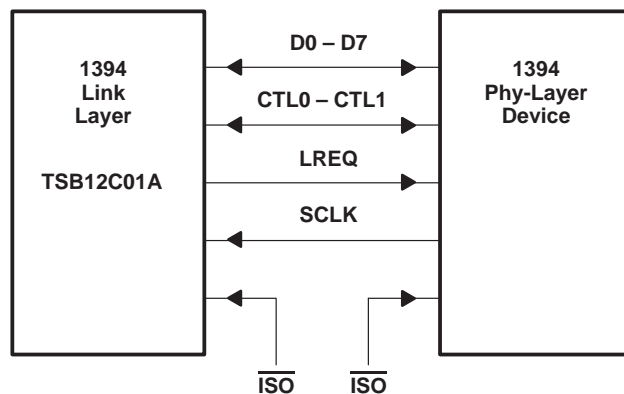 D0 – D7
1394
Link
Layer
1394
Phy-Layer
Device
CTL0 – CTL1
LREQ
TSB12C01A
SCLK
ISO
ISO